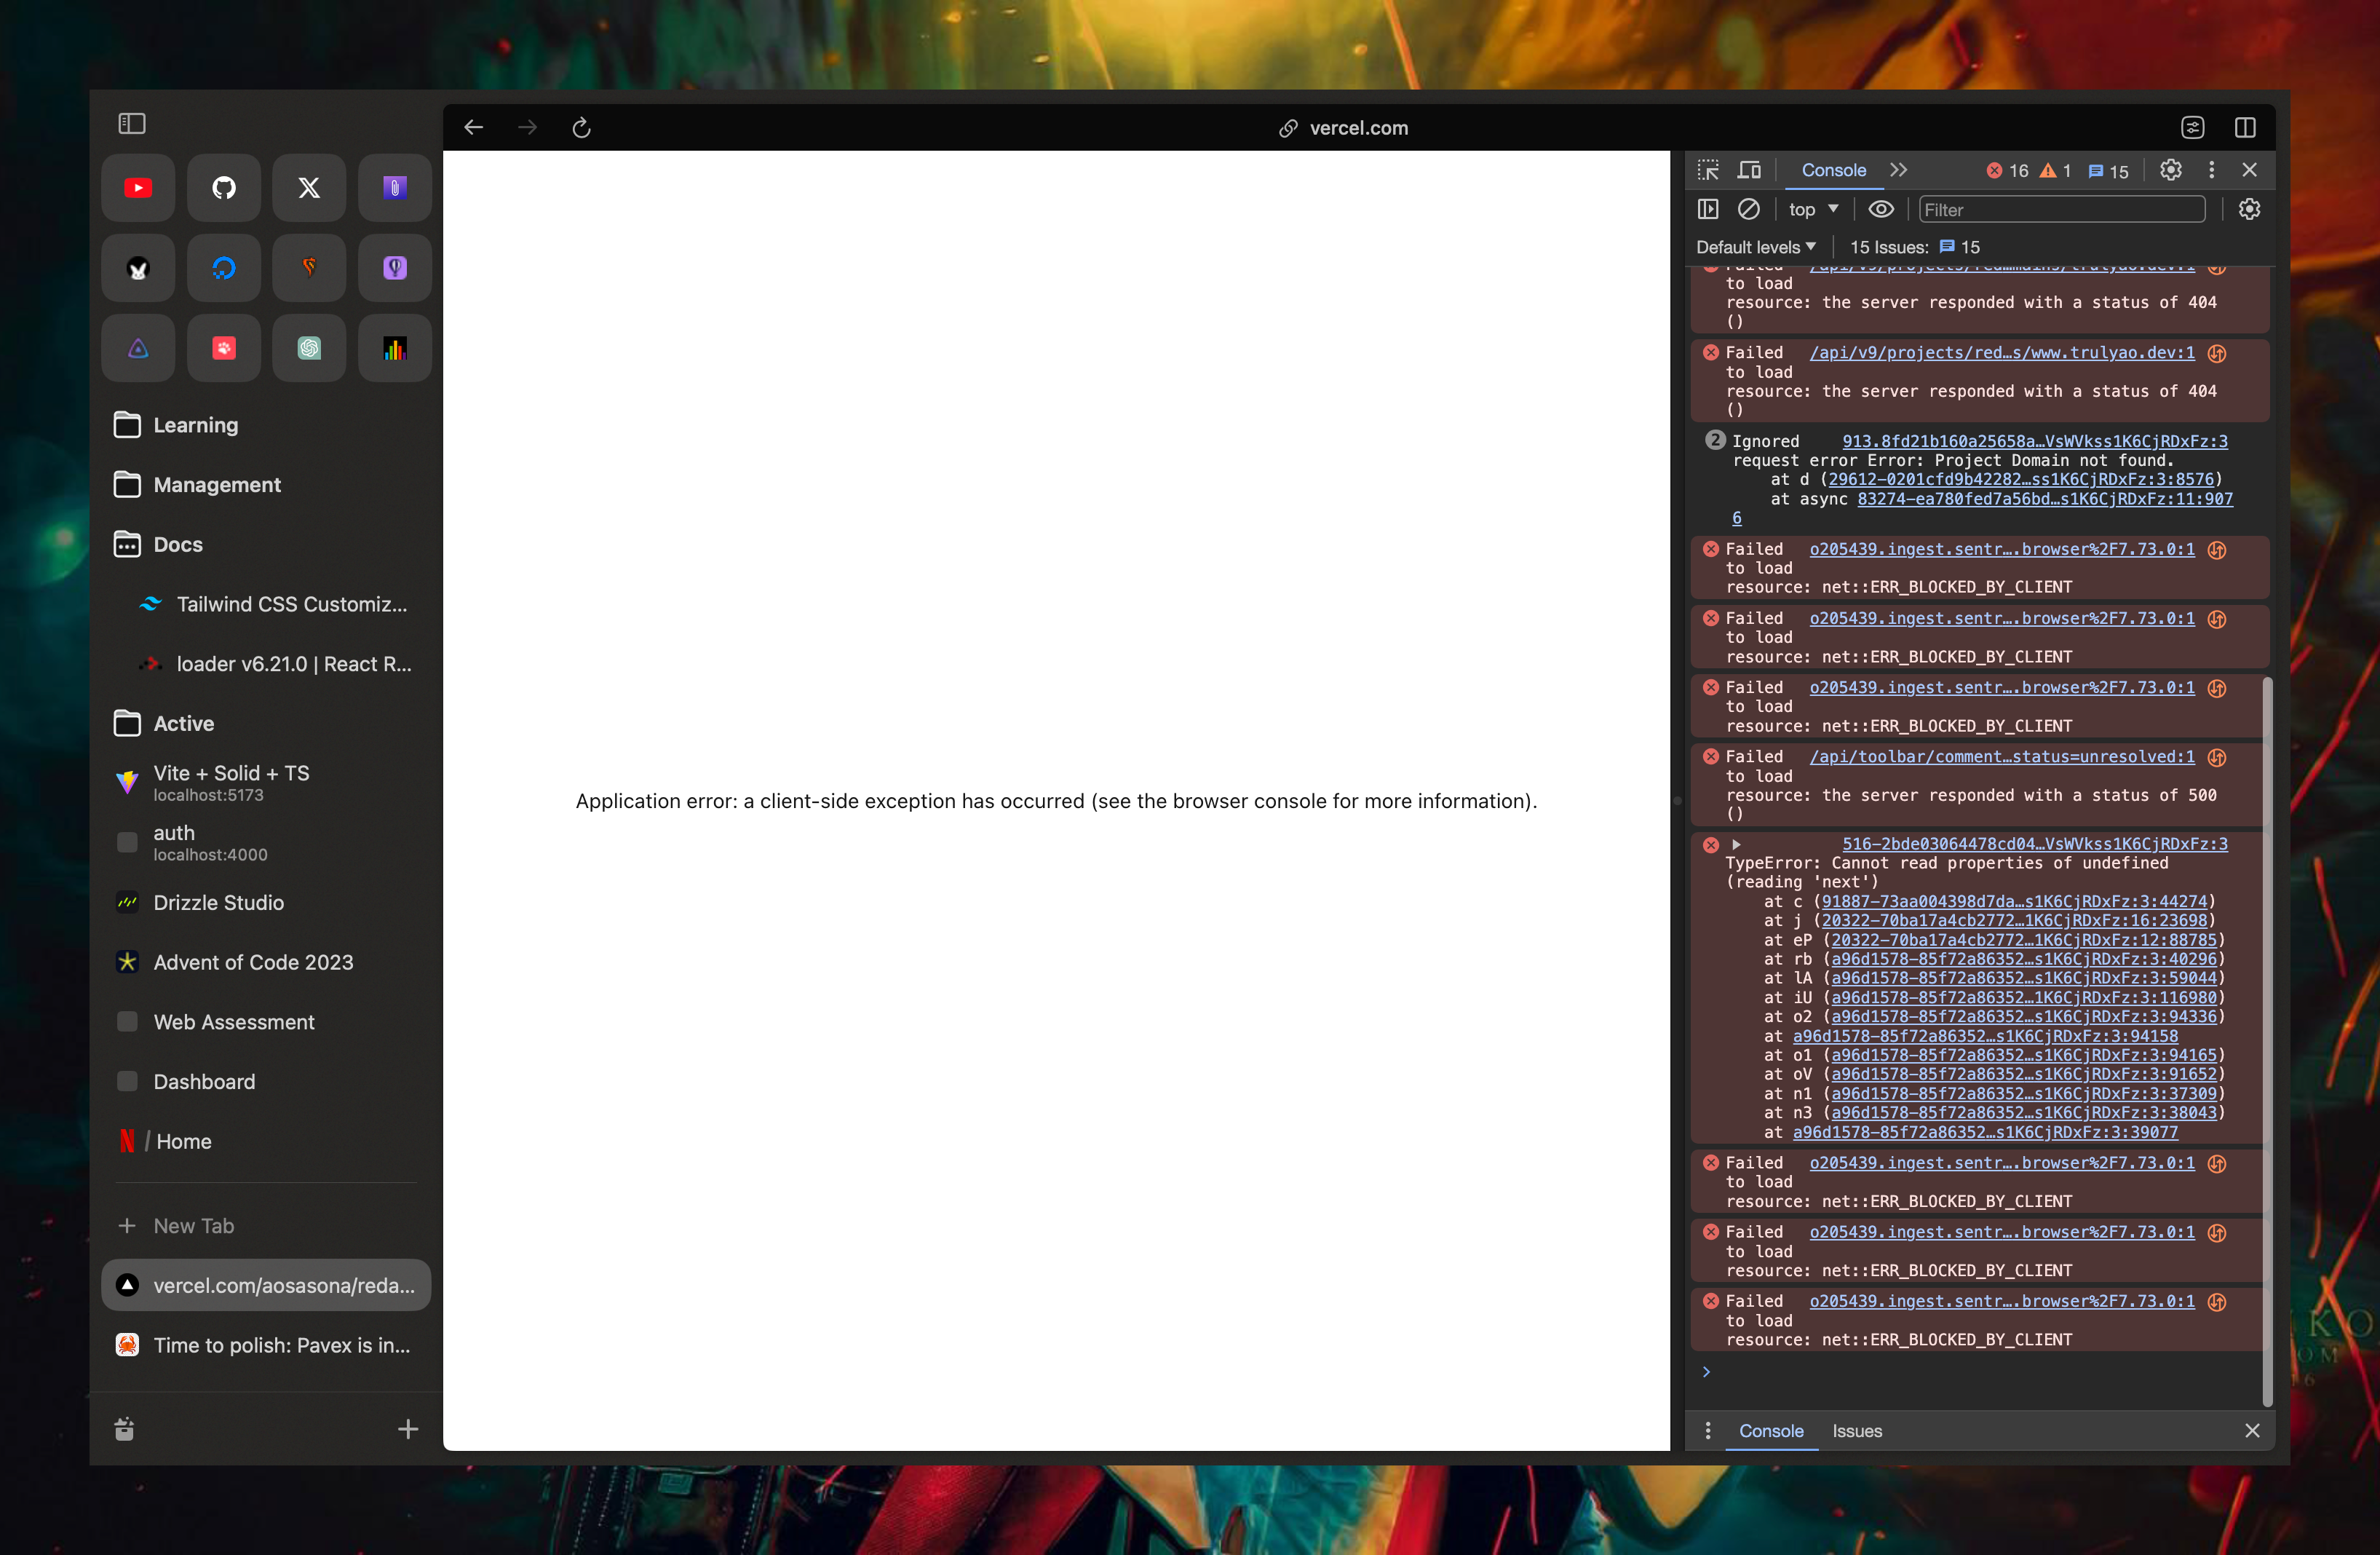 vercel.com
Learning
Management
Docs
Tailwind CSS Customiz...
loader v6.21.0 | React R...
Active
Vite + Solid + TS
localhost:5173
auth
localhost:4000
Drizzle Studio
Advent of Code 2023
Web Assessment
Dashboard
/ Home
New Tab
vercel.com/aosasona/reda...
Time to polish: Pavex is in...
Application error: a client-side exception has occurred (see the browser console for more information).
Console 16 1 15
top Filter
Default levels 15 Issues: 15
Failed /api/v9/projects/red…mains/trulyao.dev:1
to load
resource: the server responded with a status of 404
()
Failed /api/v9/projects/red…s/www.trulyao.dev:1
to load
resource: the server responded with a status of 404
()
2 Ignored 913.8fd21b160a25658a…VsWVkss1K6CjRDxFz:3
request error Error: Project Domain not found.
at d (29612-0201cfd9b42282…ss1K6CjRDxFz:3:8576)
at async 83274-ea780fed7a56bd…s1K6CjRDxFz:11:907
6
Failed o205439.ingest.sentr….browser%2F7.73.0:1
to load
resource: net::ERR_BLOCKED_BY_CLIENT
Failed o205439.ingest.sentr….browser%2F7.73.0:1
to load
resource: net::ERR_BLOCKED_BY_CLIENT
Failed o205439.ingest.sentr….browser%2F7.73.0:1
to load
resource: net::ERR_BLOCKED_BY_CLIENT
Failed /api/toolbar/comment…status=unresolved:1
to load
resource: the server responded with a status of 500
()
516-2bde03064478cd04…VsWVkss1K6CjRDxFz:3
TypeError: Cannot read properties of undefined
(reading 'next')
at c (91887-73aa004398d7da…s1K6CjRDxFz:3:44274)
at j (20322-70ba17a4cb2772…1K6CjRDxFz:16:23698)
at eP (20322-70ba17a4cb2772…1K6CjRDxFz:12:88785)
at rb (a96d1578-85f72a86352…s1K6CjRDxFz:3:40296)
at lA (a96d1578-85f72a86352…s1K6CjRDxFz:3:59044)
at iU (a96d1578-85f72a86352…1K6CjRDxFz:3:116980)
at o2 (a96d1578-85f72a86352…s1K6CjRDxFz:3:94336)
at a96d1578-85f72a86352…s1K6CjRDxFz:3:94158
at o1 (a96d1578-85f72a86352…s1K6CjRDxFz:3:94165)
at oV (a96d1578-85f72a86352…s1K6CjRDxFz:3:91652)
at n1 (a96d1578-85f72a86352…s1K6CjRDxFz:3:37309)
at n3 (a96d1578-85f72a86352…s1K6CjRDxFz:3:38043)
at a96d1578-85f72a86352…s1K6CjRDxFz:3:39077
Failed o205439.ingest.sentr….browser%2F7.73.0:1
to load
resource: net::ERR_BLOCKED_BY_CLIENT
Failed o205439.ingest.sentr….browser%2F7.73.0:1
to load
resource: net::ERR_BLOCKED_BY_CLIENT
Failed o205439.ingest.sentr….browser%2F7.73.0:1
to load
resource: net::ERR_BLOCKED_BY_CLIENT
Console Issues